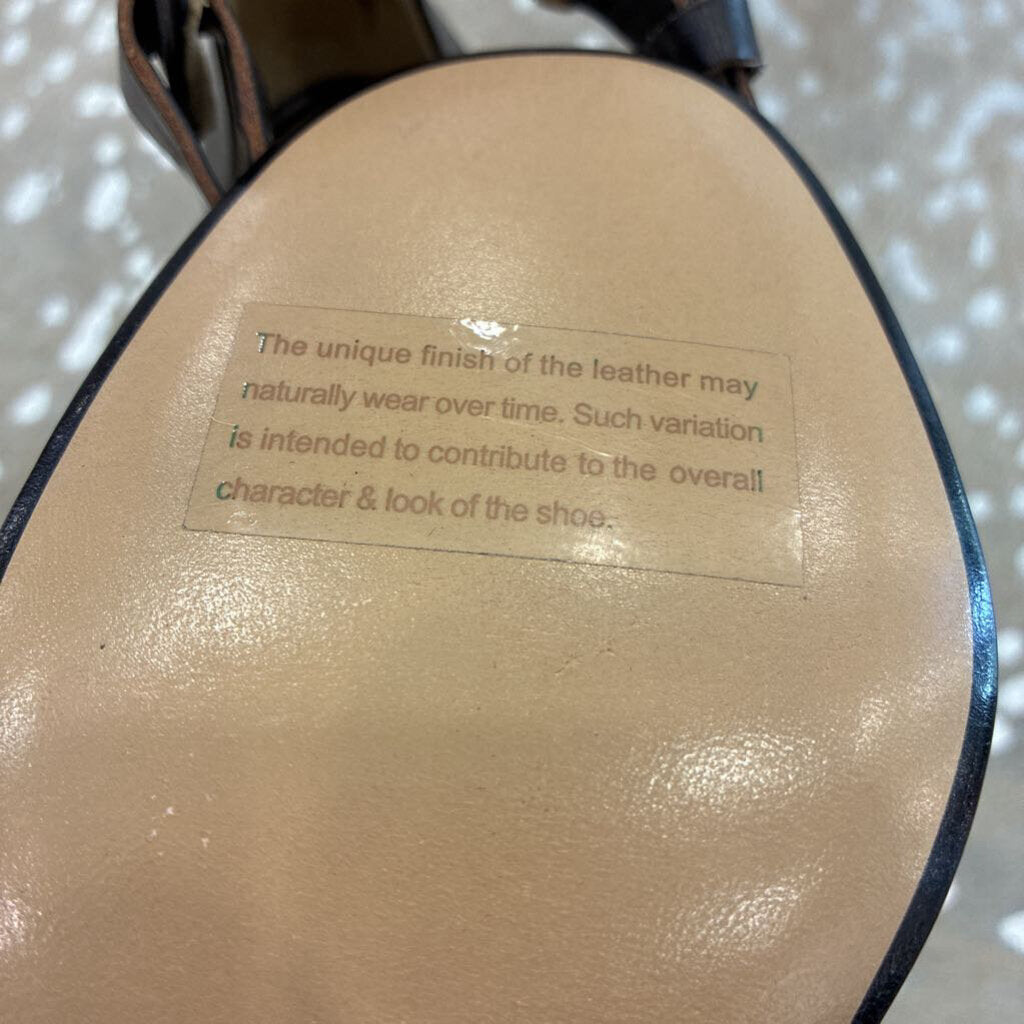 The unique finish of the leather may
naturally wear over time. Such variation
is intended to contribute to the overall
character & look of the shoe.